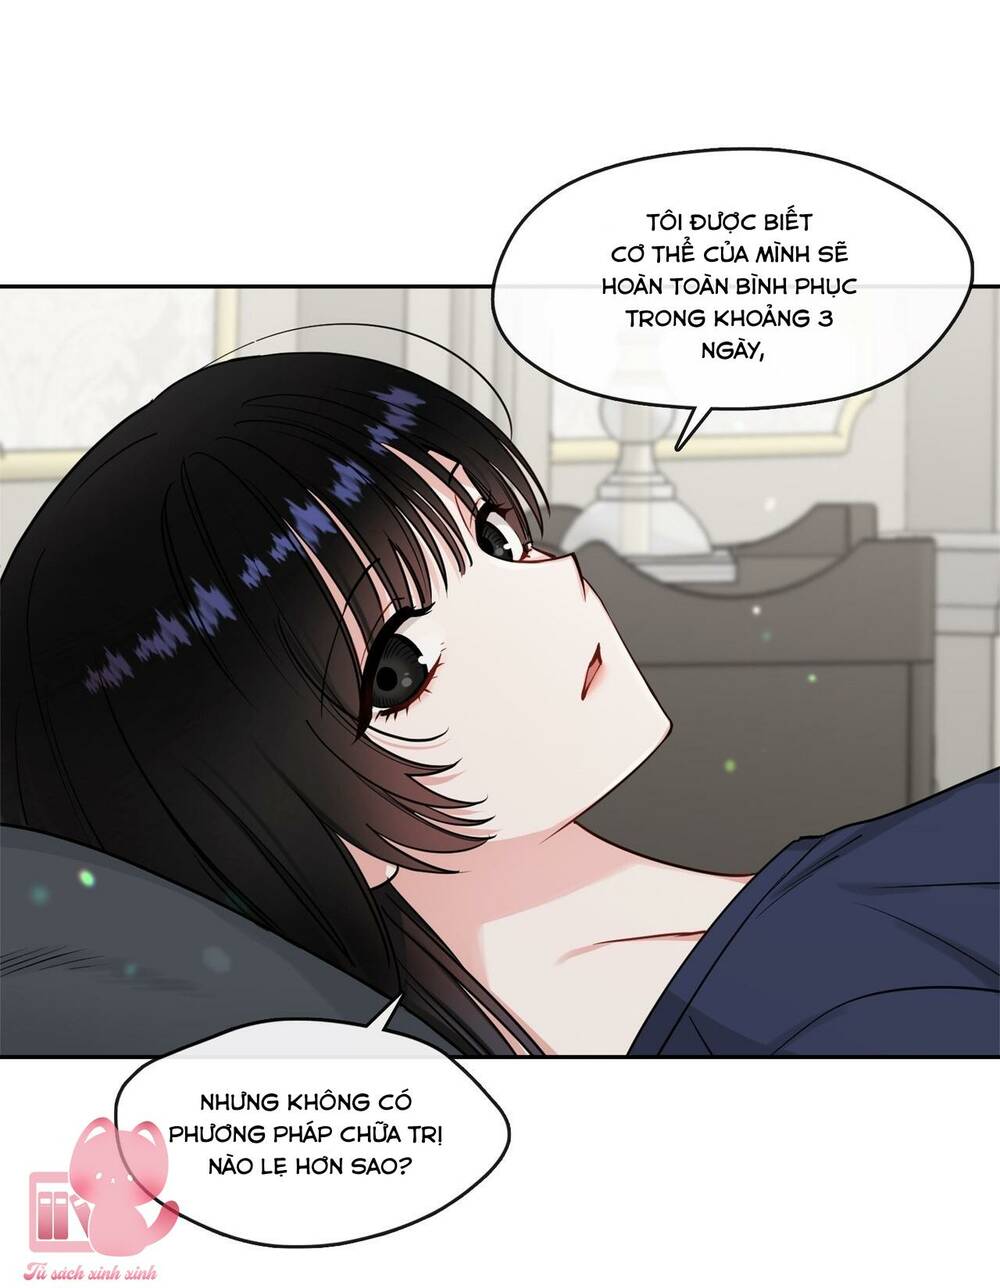 TÔI ĐƯỢC BIẾT
CƠ THỂ CỦA MÌNH SẼ
HOÀN TOÀN BÌNH PHỤC
TRONG KHOẢNG 3
NGÀY,
NHƯNG KHÔNG CÓ
PHƯƠNG PHÁP CHỮA TRỊ
NÀO LẸ HƠN SAO?
Tủ sách xinh xinh